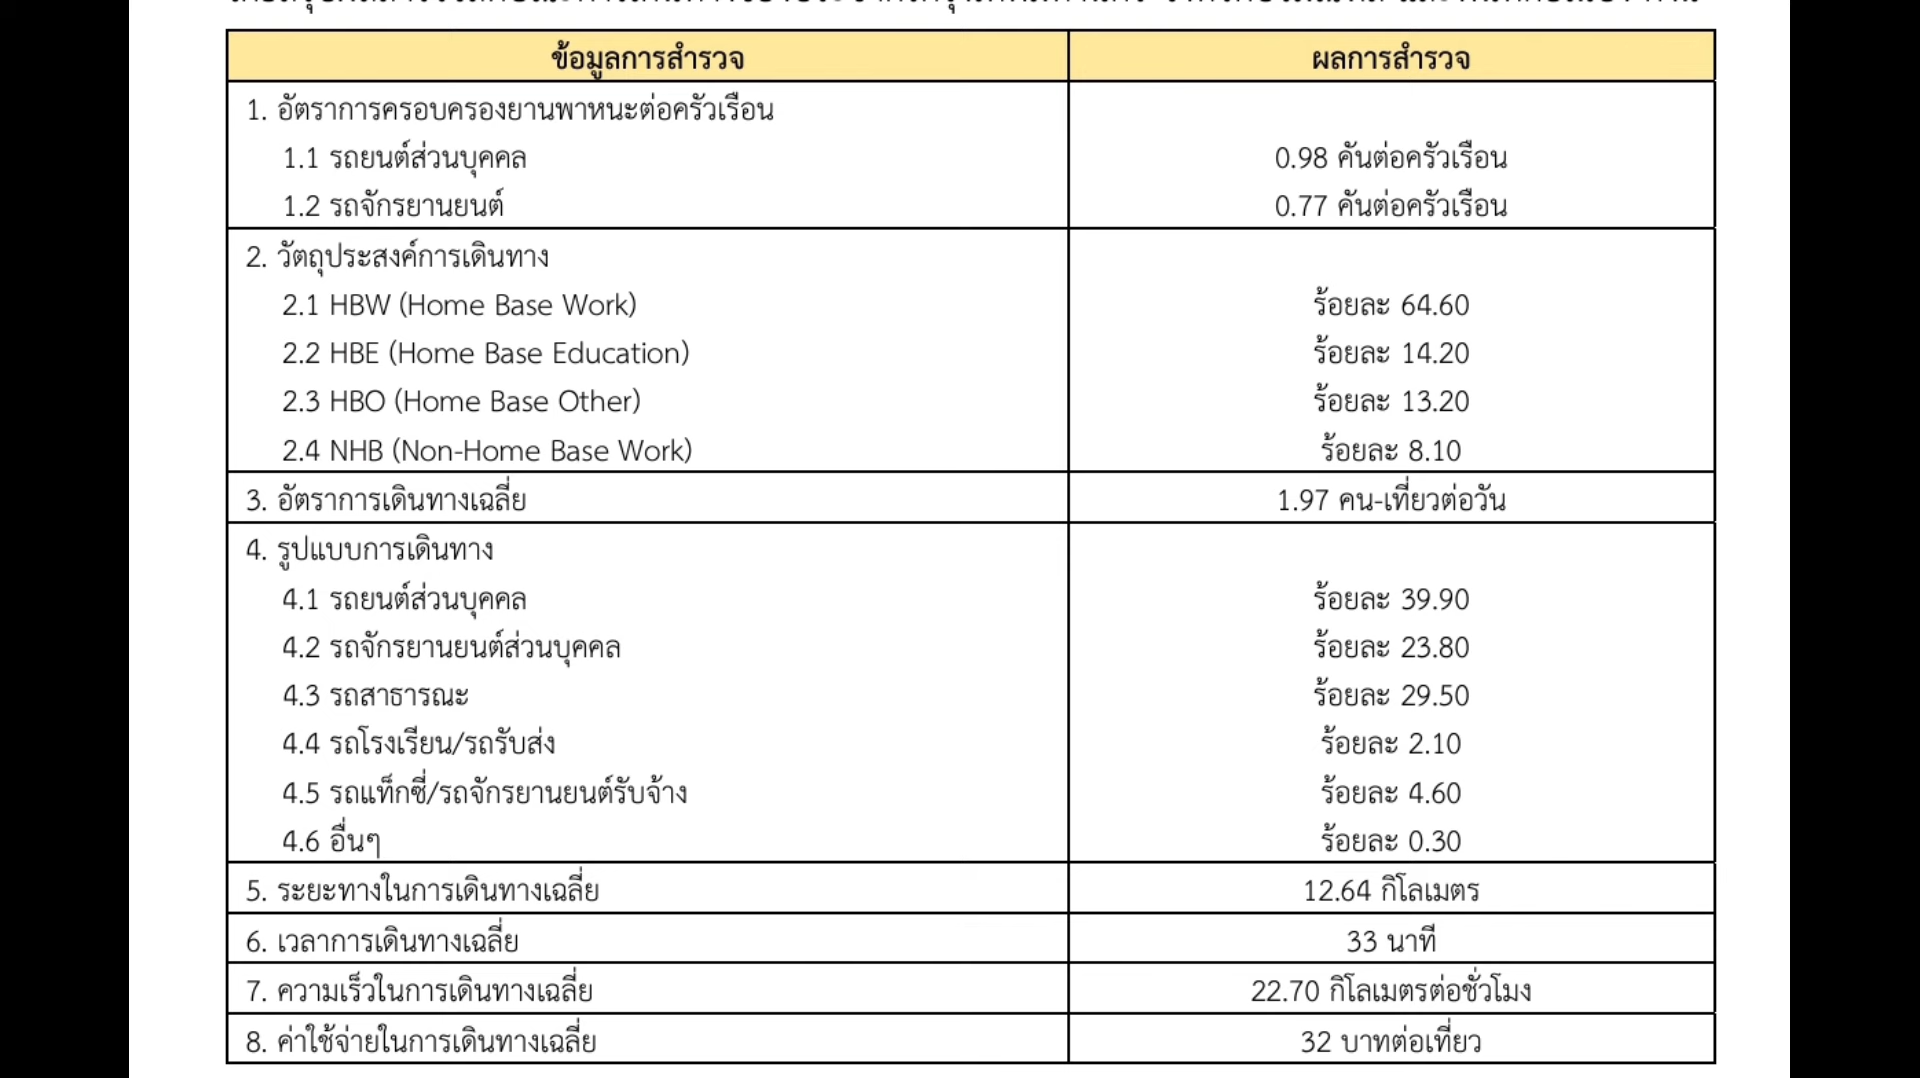 ข้อมูลการสำรวจ ผลการสำรวจ
1. อัตราการครอบครองยานพาหนะต่อครัวเรือน
1.1 รถยนต์ส่วนบุคคล 0.98 คันต่อครัวเรือน
1.2 รถจักรยานยนต์ 0.77 คันต่อครัวเรือน
2. วัตถุประสงค์การเดินทาง
2.1 HBW (Home Base Work) ร้อยละ 64.60
2.2 HBE (Home Base Education) ร้อยละ 14.20
2.3 HBO (Home Base Other) ร้อยละ 13.20
2.4 NHB (Non-Home Base Work) ร้อยละ 8.10
3. อัตราการเดินทางเฉลี่ย 1.97 คน-เที่ยวต่อวัน
4. รูปแบบการเดินทาง
4.1 รถยนต์ส่วนบุคคล ร้อยละ 39.90
4.2 รถจักรยานยนต์ส่วนบุคคล ร้อยละ 23.80
4.3 รถสาธารณะ ร้อยละ 29.50
4.4 รถโรงเรียน/รถรับส่ง ร้อยละ 2.10
4.5 รถแท็กซี่/รถจักรยานยนต์รับจ้าง ร้อยละ 4.60
4.6 อื่นๆ ร้อยละ 0.30
5. ระยะทางในการเดินทางเฉลี่ย 12.64 กิโลเมตร
6. เวลาการเดินทางเฉลี่ย 33 นาที
7. ความเร็วในการเดินทางเฉลี่ย 22.70 กิโลเมตรต่อชั่วโมง
8. ค่าใช้จ่ายในการเดินทางเฉลี่ย 32 บาทต่อเที่ยว